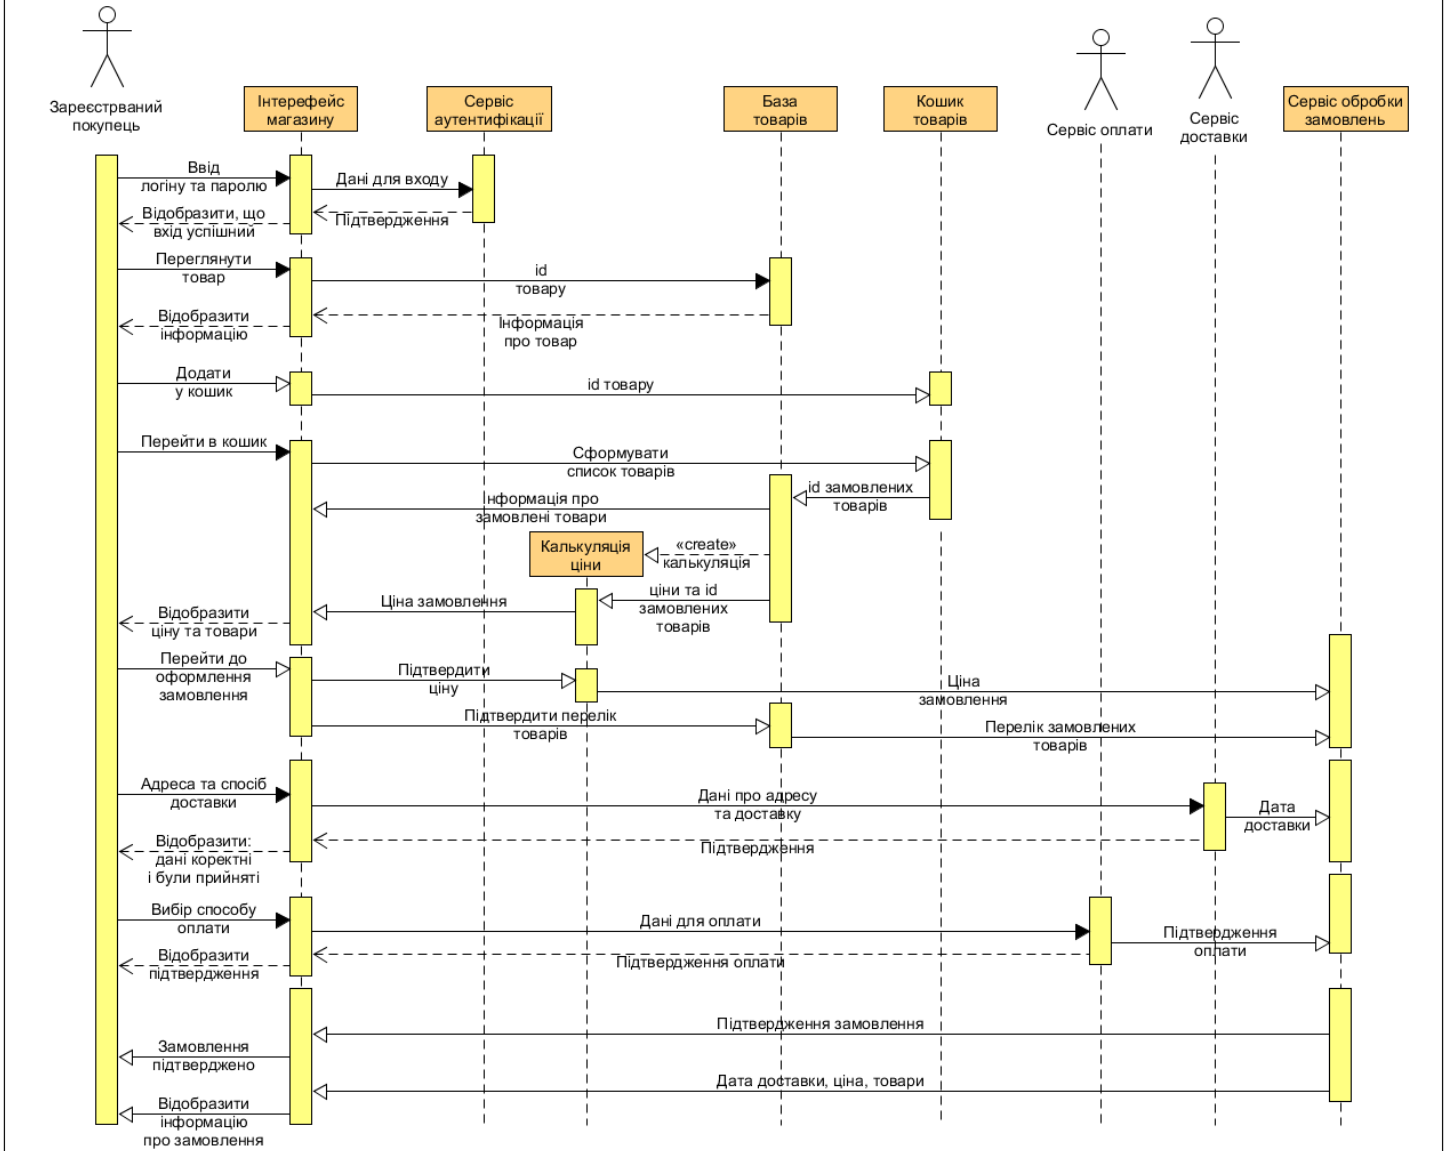 Зареєстрваний
покупець
Інтерефейс
магазину
Сервіс
аутентифікації
База
товарів
Кошик
товарів
Сервіс оплати
Сервіс
доставки
Сервіс обробки
замовлень
Ввід
логіну та паролю
Дані для входу
Відобразити, що
вхід успішний
Підтвердження
Переглянути
товар
id
товару
Відобразити
інформацію
Інформація
про товар
Додати
у кошик
id товару
Перейти в кошик
Сформувати
список товарів
id замовлених
товарів
Інформація про
замовлені товари
Калькуляція
ціни
«create»
калькуляція
ціни та id
замовлених
товарів
Ціна замовлення
Відобразити
ціну та товари
Перейти до
оформлення
замовлення
Підтвердити
ціну
Ціна
замовлення
Підтвердити перелік
товарів
Перелік замовлених
товарів
Адреса та спосіб
доставки
Дані про адресу
та доставку
Дата
доставки
Відобразити:
дані коректні
і були прийняті
Підтвердження
Вибір способу
оплати
Дані для оплати
Підтвердження
оплати
Відобразити
підтвердження
Підтвердження оплати
Підтвердження замовлення
Замовлення
підтверджено
Дата доставки, ціна, товари
Відобразити
інформацію
про замовлення